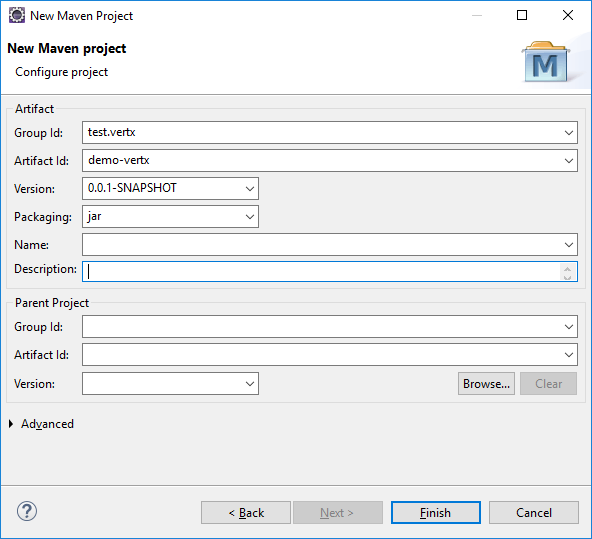 New Maven Project
New Maven project
Configure project
M
Artifact
Group Id: test.vertx
Artifact Id: demo-vertx
Version: 0.0.1-SNAPSHOT
Packaging: jar
Name:
Description:
Parent Project
Group Id:
Artifact Id:
Version: Browse... Clear
Advanced
? < Back Next > Finish Cancel